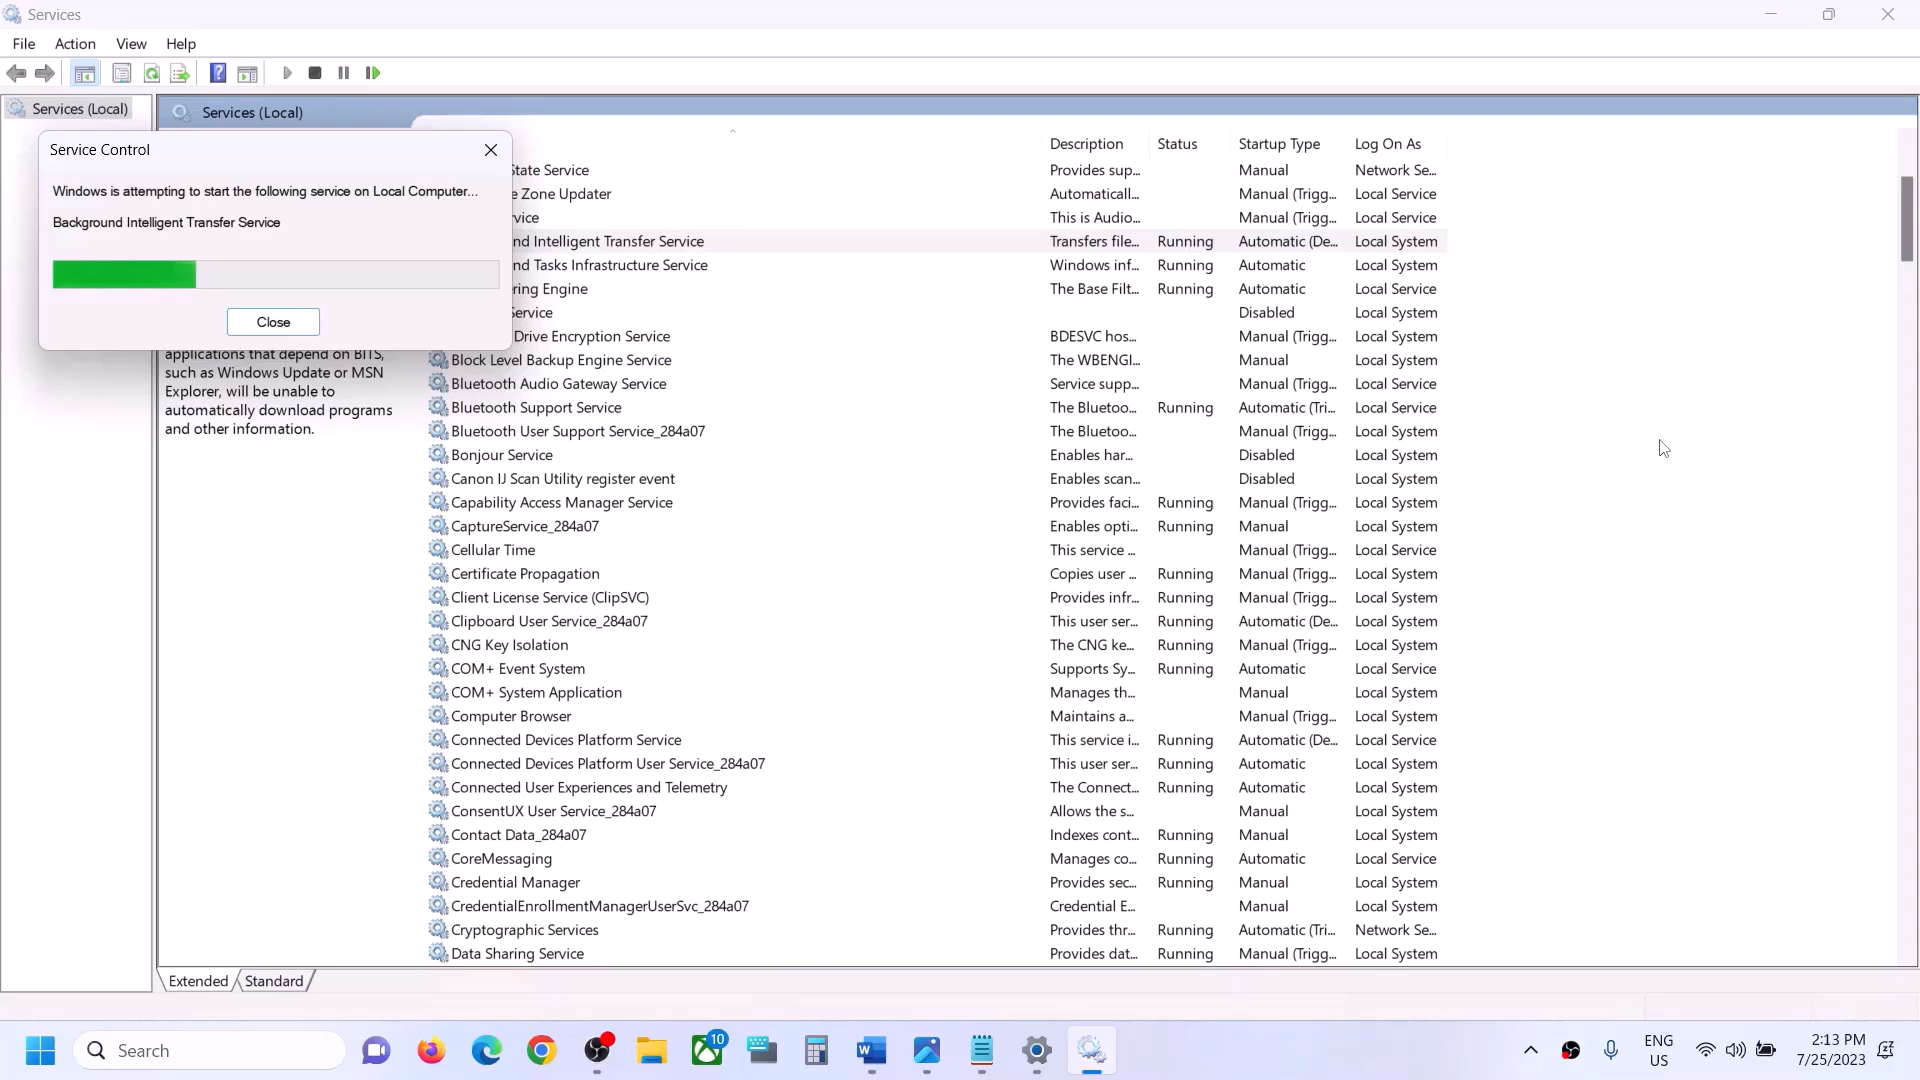 Services
File Action View Help
Services (Local)
Services (Local)
Service Control
Windows is attempting to start the following service on Local Computer...
Background Intelligent Transfer Service
Close
applications that depend on BITS,
such as Windows Update or MSN
Explorer, will be unable to
automatically download programs
and other information.
Description Status Startup Type Log On As
State Service Provides sup... Manual Network Se...
e Zone Updater Automaticall... Manual (Trigg... Local Service
vice This is Audio... Manual (Trigg... Local Service
nd Intelligent Transfer Service Transfers file... Running Automatic (De... Local System
nd Tasks Infrastructure Service Windows inf... Running Automatic Local System
ring Engine The Base Filt... Running Automatic Local Service
Service Disabled Local System
Drive Encryption Service BDESVC hos... Manual (Trigg... Local System
Block Level Backup Engine Service The WBENGI... Manual Local System
Bluetooth Audio Gateway Service Service supp... Manual (Trigg... Local Service
Bluetooth Support Service The Bluetoo... Running Automatic (Tri... Local Service
Bluetooth User Support Service_284a07 The Bluetoo... Manual (Trigg... Local System
Bonjour Service Enables har... Disabled Local System
Canon IJ Scan Utility register event Enables scan... Disabled Local System
Capability Access Manager Service Provides faci... Running Manual (Trigg... Local System
CaptureService_284a07 Enables opti... Running Manual Local System
Cellular Time This service ... Manual (Trigg... Local Service
Certificate Propagation Copies user ... Running Manual (Trigg... Local System
Client License Service (ClipSVC) Provides infr... Running Manual (Trigg... Local System
Clipboard User Service_284a07 This user ser... Running Automatic (De... Local System
CNG Key Isolation The CNG ke... Running Manual (Trigg... Local System
COM+ Event System Supports Sy... Running Automatic Local Service
COM+ System Application Manages th... Manual Local System
Computer Browser Maintains a... Manual (Trigg... Local System
Connected Devices Platform Service This service i... Running Automatic (De... Local Service
Connected Devices Platform User Service_284a07 This user ser... Running Automatic Local System
Connected User Experiences and Telemetry The Connect... Running Automatic Local System
ConsentUX User Service_284a07 Allows the s... Manual Local System
Contact Data_284a07 Indexes cont... Running Manual Local System
CoreMessaging Manages co... Running Automatic Local Service
Credential Manager Provides sec... Running Manual Local System
CredentialEnrollmentManagerUserSvc_284a07 Credential E... Manual Local System
Cryptographic Services Provides thr... Running Automatic (Tri... Network Se...
Data Sharing Service Provides dat... Running Manual (Trigg... Local System
Extended Standard
Search
10
ENG
US
2:13 PM
7/25/2023